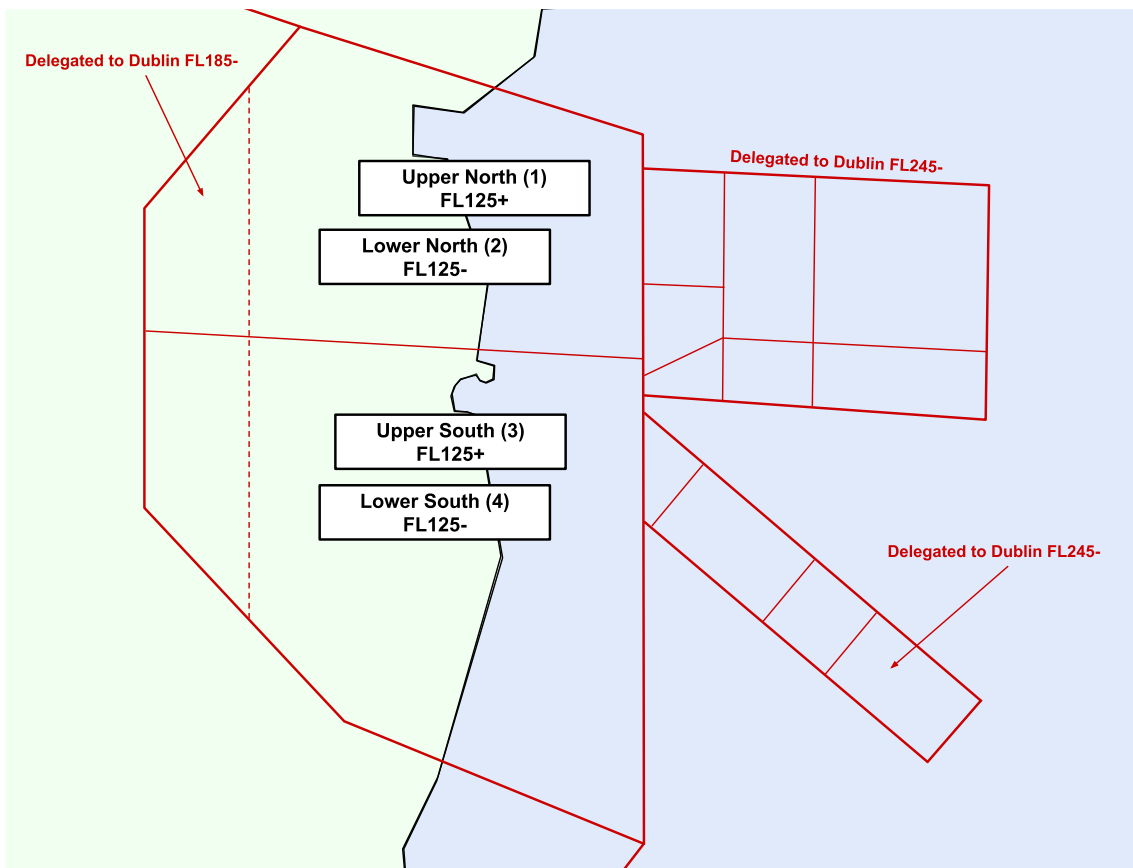 Delegated to Dublin FL185-
Delegated to Dublin FL245-
Upper North (1)
FL125+
Lower North (2)
FL125-
Upper South (3)
FL125+
Lower South (4)
FL125-
Delegated to Dublin FL245-